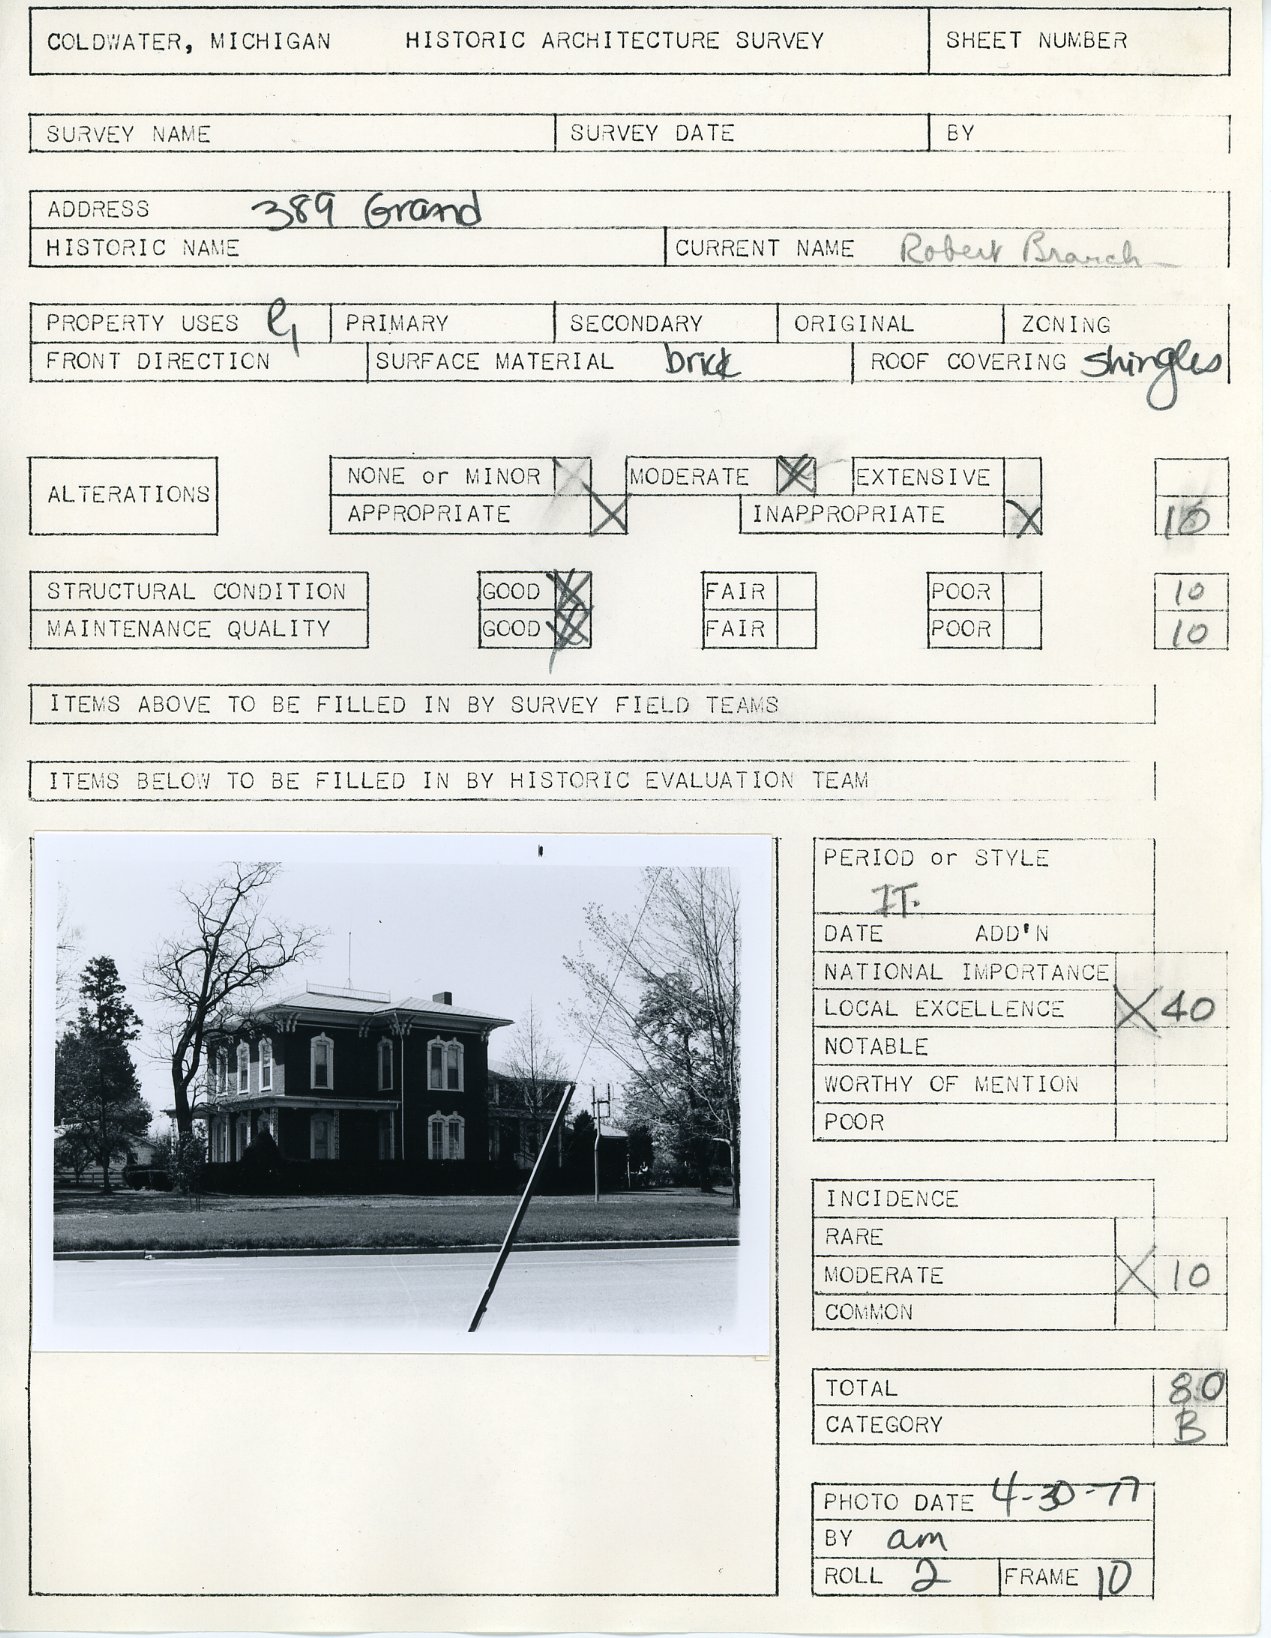 COLDWATER, MICHIGAN HISTORIC ARCHITECTURE SURVEY SHEET NUMBER
SURVEY NAME SURVEY DATE BY
ADDRESS 389 Grand
HISTORIC NAME CURRENT NAME Robert Branch
PROPERTY USES PRIMARY SECONDARY ORIGINAL ZONING
FRONT DIRECTION SURFACE MATERIAL brick ROOF COVERING shingles
ALTERATIONS
NONE or MINOR X MODERATE X EXTENSIVE
APPROPRIATE X INAPPROPRIATE X 10
STRUCTURAL CONDITION GOOD X FAIR POOR 10
MAINTENANCE QUALITY GOOD X FAIR POOR 10
ITEMS ABOVE TO BE FILLED IN BY SURVEY FIELD TEAMS
ITEMS BELOW TO BE FILLED IN BY HISTORIC EVALUATION TEAM
PERIOD or STYLE
IT.
DATE ADD'N
NATIONAL IMPORTANCE
LOCAL EXCELLENCE X 40
NOTABLE
WORTHY OF MENTION
POOR
INCIDENCE
RARE
MODERATE X 10
COMMON
TOTAL 80
CATEGORY B
PHOTO DATE 4-30-77
BY am
ROLL 2 FRAME 10